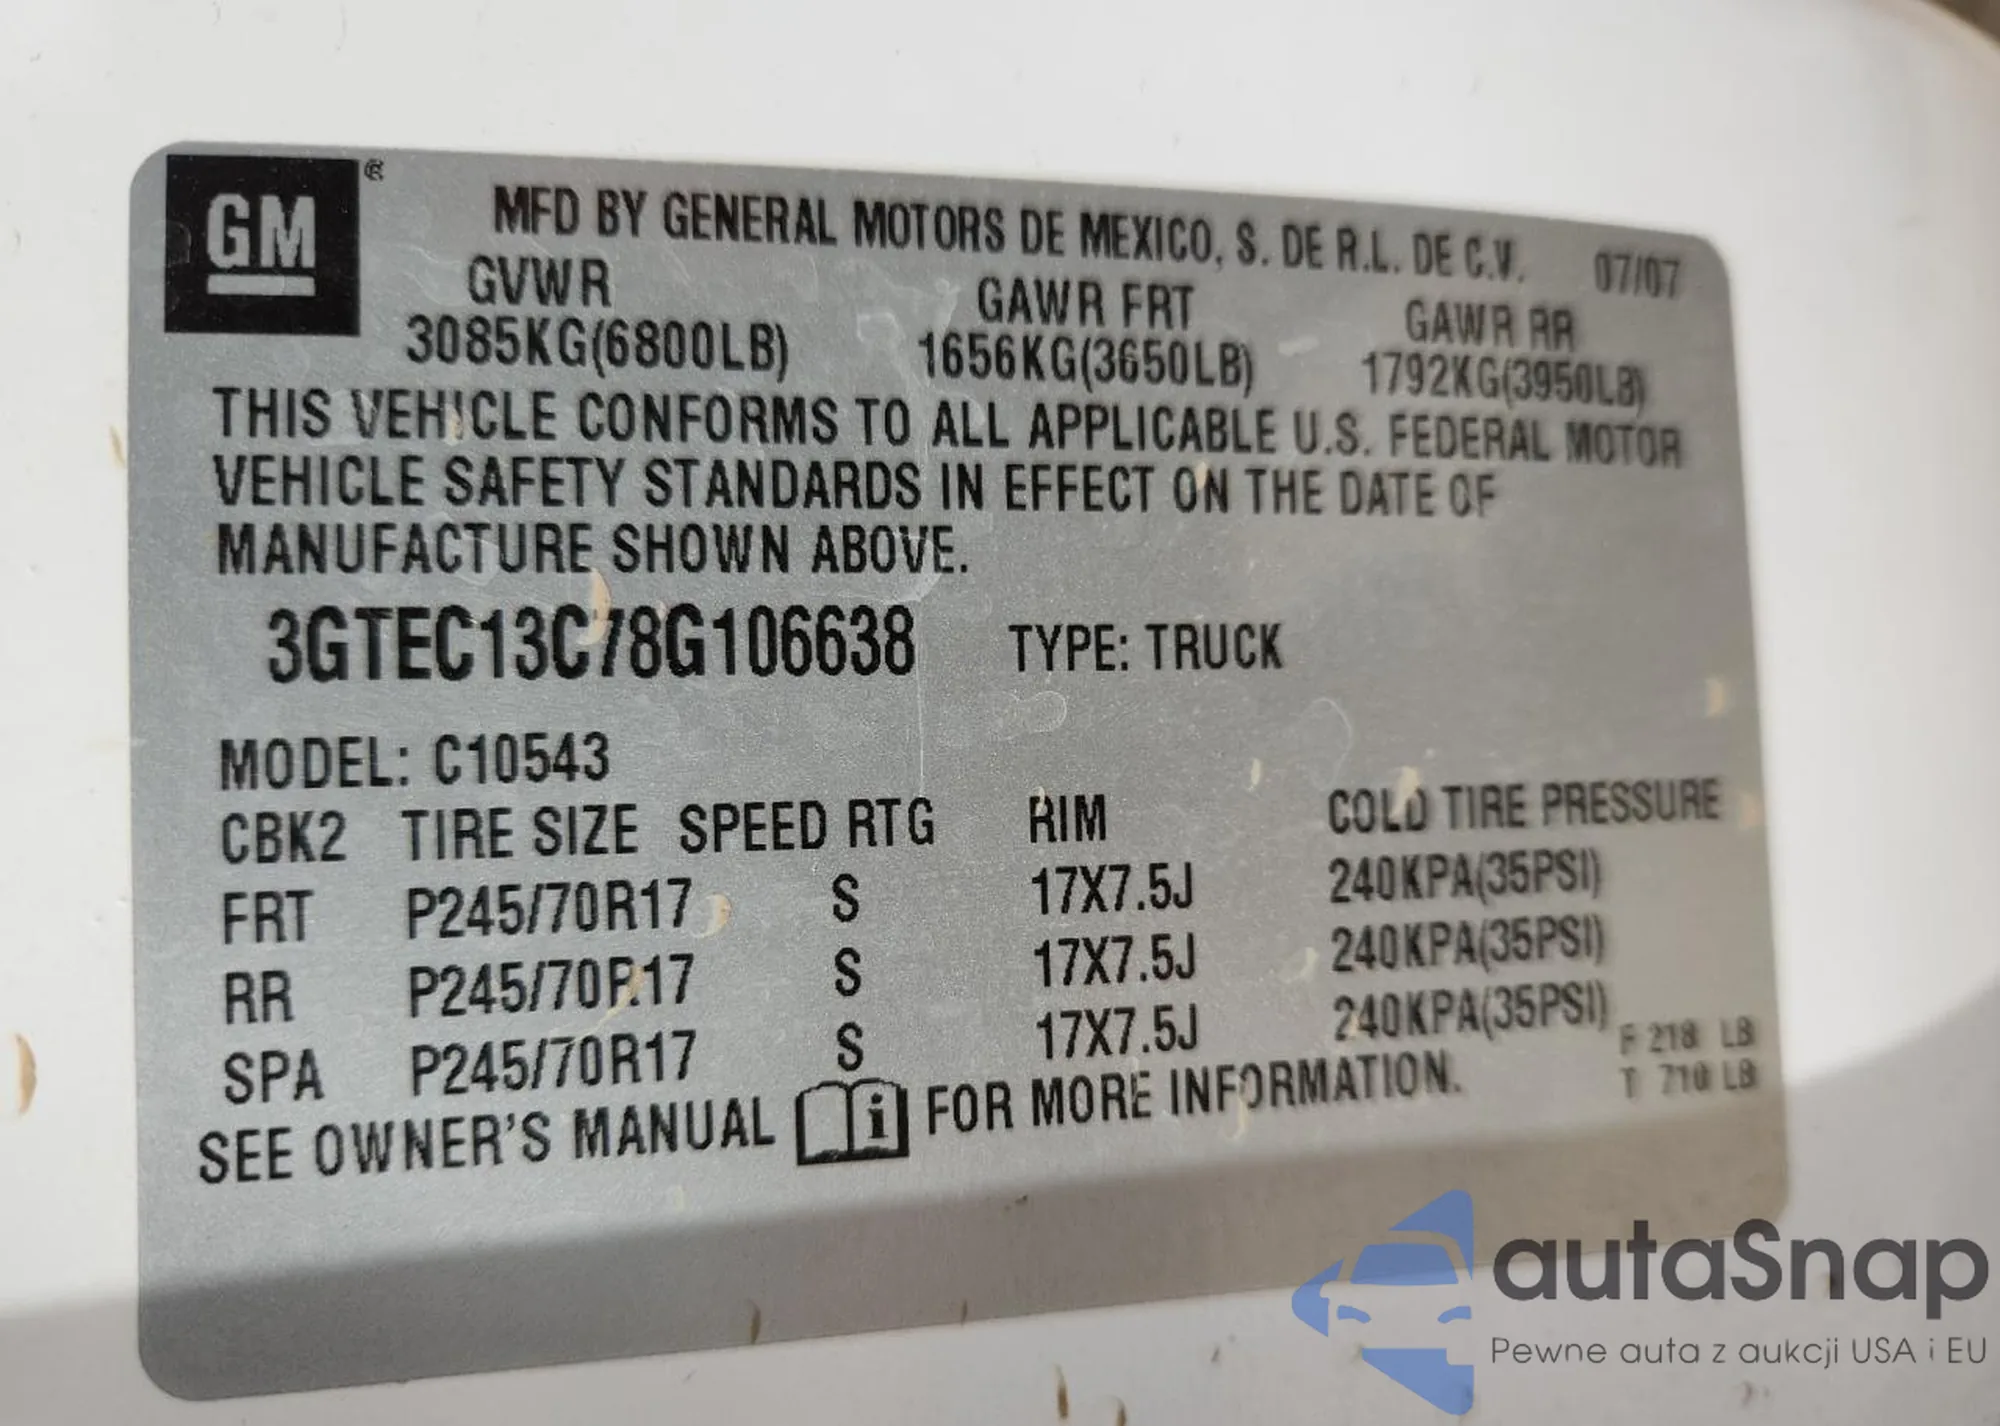 GM ®
MFD BY GENERAL MOTORS DE MEXICO, S. DE R.L. DE C.V. 07/07
GVWR GAWR FRT GAWR RR
3085KG(6800LB) 1656KG(3650LB) 1792KG(3950LB)
THIS VEHICLE CONFORMS TO ALL APPLICABLE U.S. FEDERAL MOTOR
VEHICLE SAFETY STANDARDS IN EFFECT ON THE DATE OF
MANUFACTURE SHOWN ABOVE.
3GTEC13C78G106638 TYPE: TRUCK
MODEL: C10543
CBK2 TIRE SIZE SPEED RTG RIM COLD TIRE PRESSURE
FRT P245/70R17 S 17X7.5J 240KPA(35PSI)
RR P245/70R17 S 17X7.5J 240KPA(35PSI)
SPA P245/70R17 S 17X7.5J 240KPA(35PSI)
F 218 LB
T 710 LB
SEE OWNER'S MANUAL i FOR MORE INFORMATION.
autaSnap
Pewne auta z aukcji USA i EU